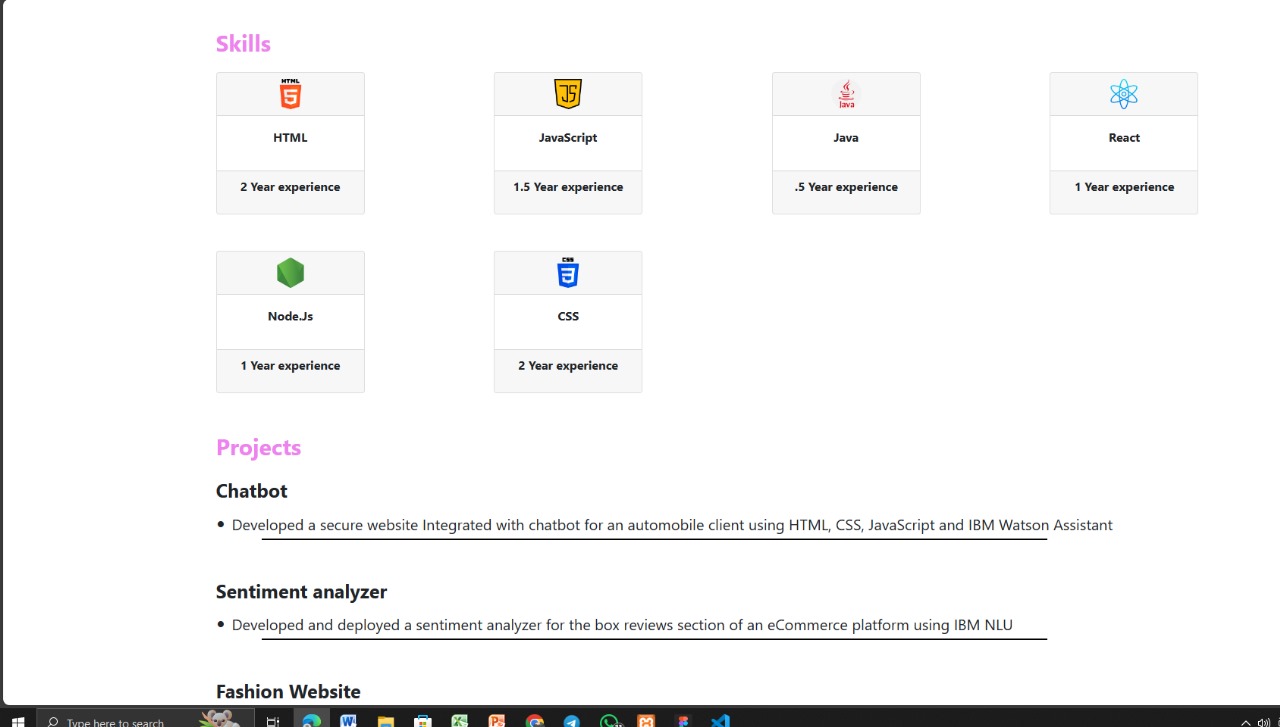 Skills
HTML
5
JS
Java
HTML
JavaScript
Java
React
2 Year experience
1.5 Year experience
.5 Year experience
1 Year experience
CSS
3
Node.Js
CSS
1 Year experience
2 Year experience
Projects
Chatbot
• Developed a secure website Integrated with chatbot for an automobile client using HTML, CSS, JavaScript and IBM Watson Assistant
Sentiment analyzer
• Developed and deployed a sentiment analyzer for the box reviews section of an eCommerce platform using IBM NLU
Fashion Website
Type here to search